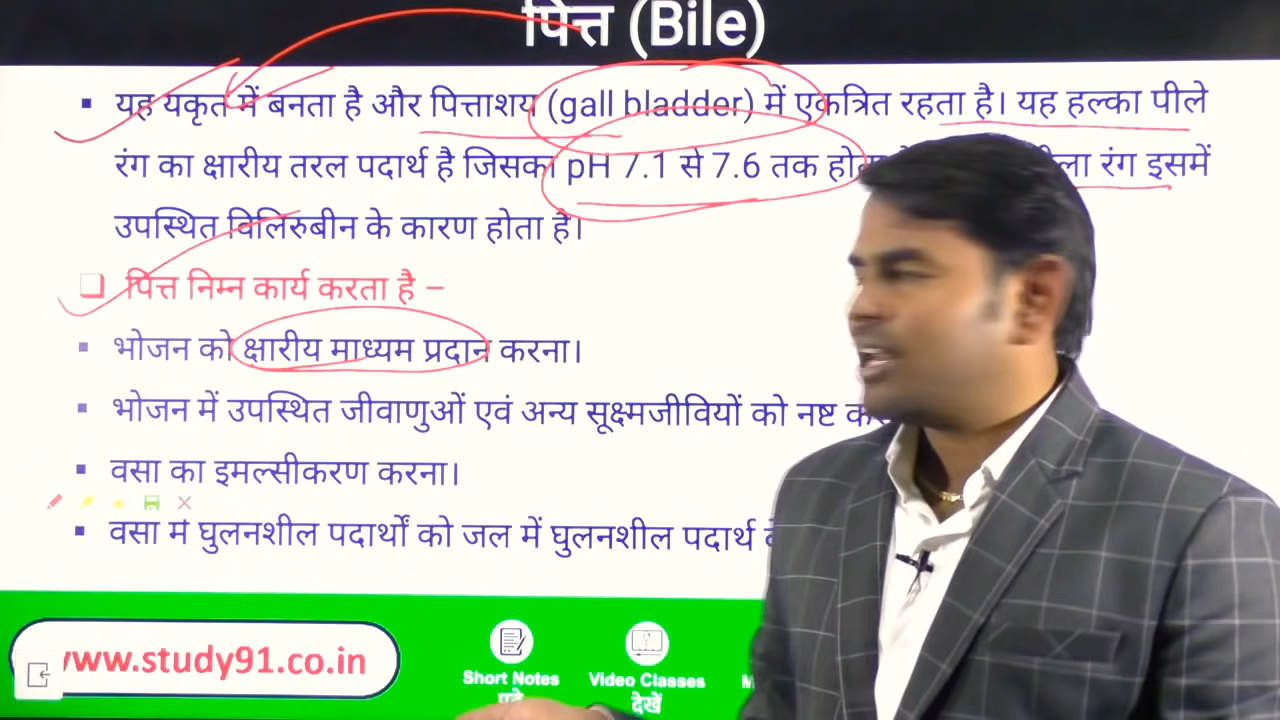 पित्त (Bile)
▪ यह यकृत में बनता है और पित्ताशय (gall bladder) में एकत्रित रहता है। यह हल्का पीले
रंग का क्षारीय तरल पदार्थ है जिसका pH 7.1 से 7.6 तक रंग इसमें
उपस्थित विलिरुबीन के कारण होता है।
❑ पित्त निम्न कार्य करता है –
▪ भोजन को क्षारीय माध्यम प्रदान करना।
▪ भोजन में उपस्थित जीवाणुओं एवं अन्य सूक्ष्मजीवियों को नष्ट
▪ वसा का इमल्सीकरण करना।
▪ वसा में घुलनशील पदार्थों को जल में घुलनशील पदार्थ
www.study91.co.in
Short Notes Video Classes
पढ़े देखें